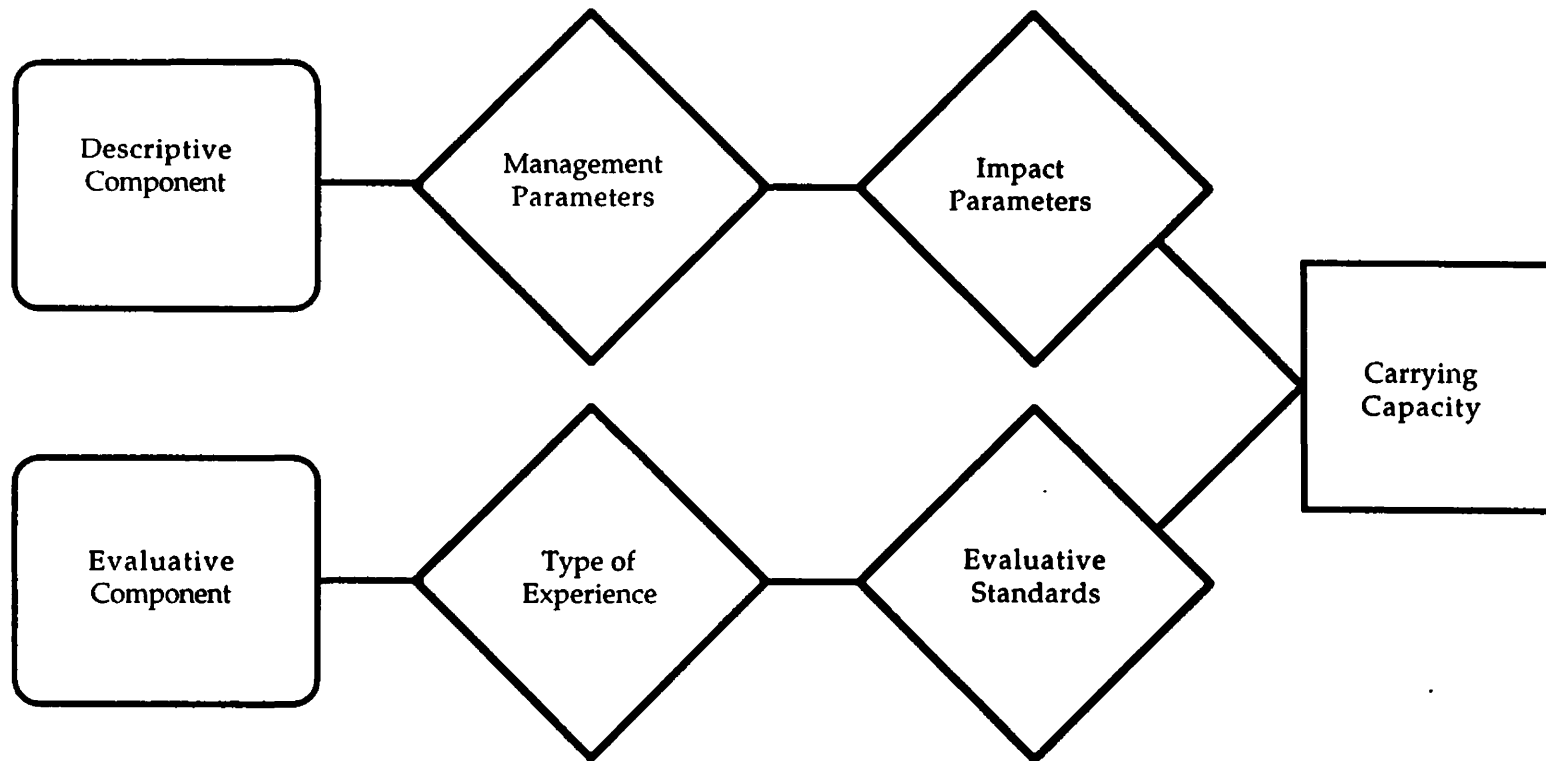 Descriptive
Component
Management
Parameters
Impact
Parameters
Carrying
Capacity
Evaluative
Component
Type of
Experience
Evaluative
Standards